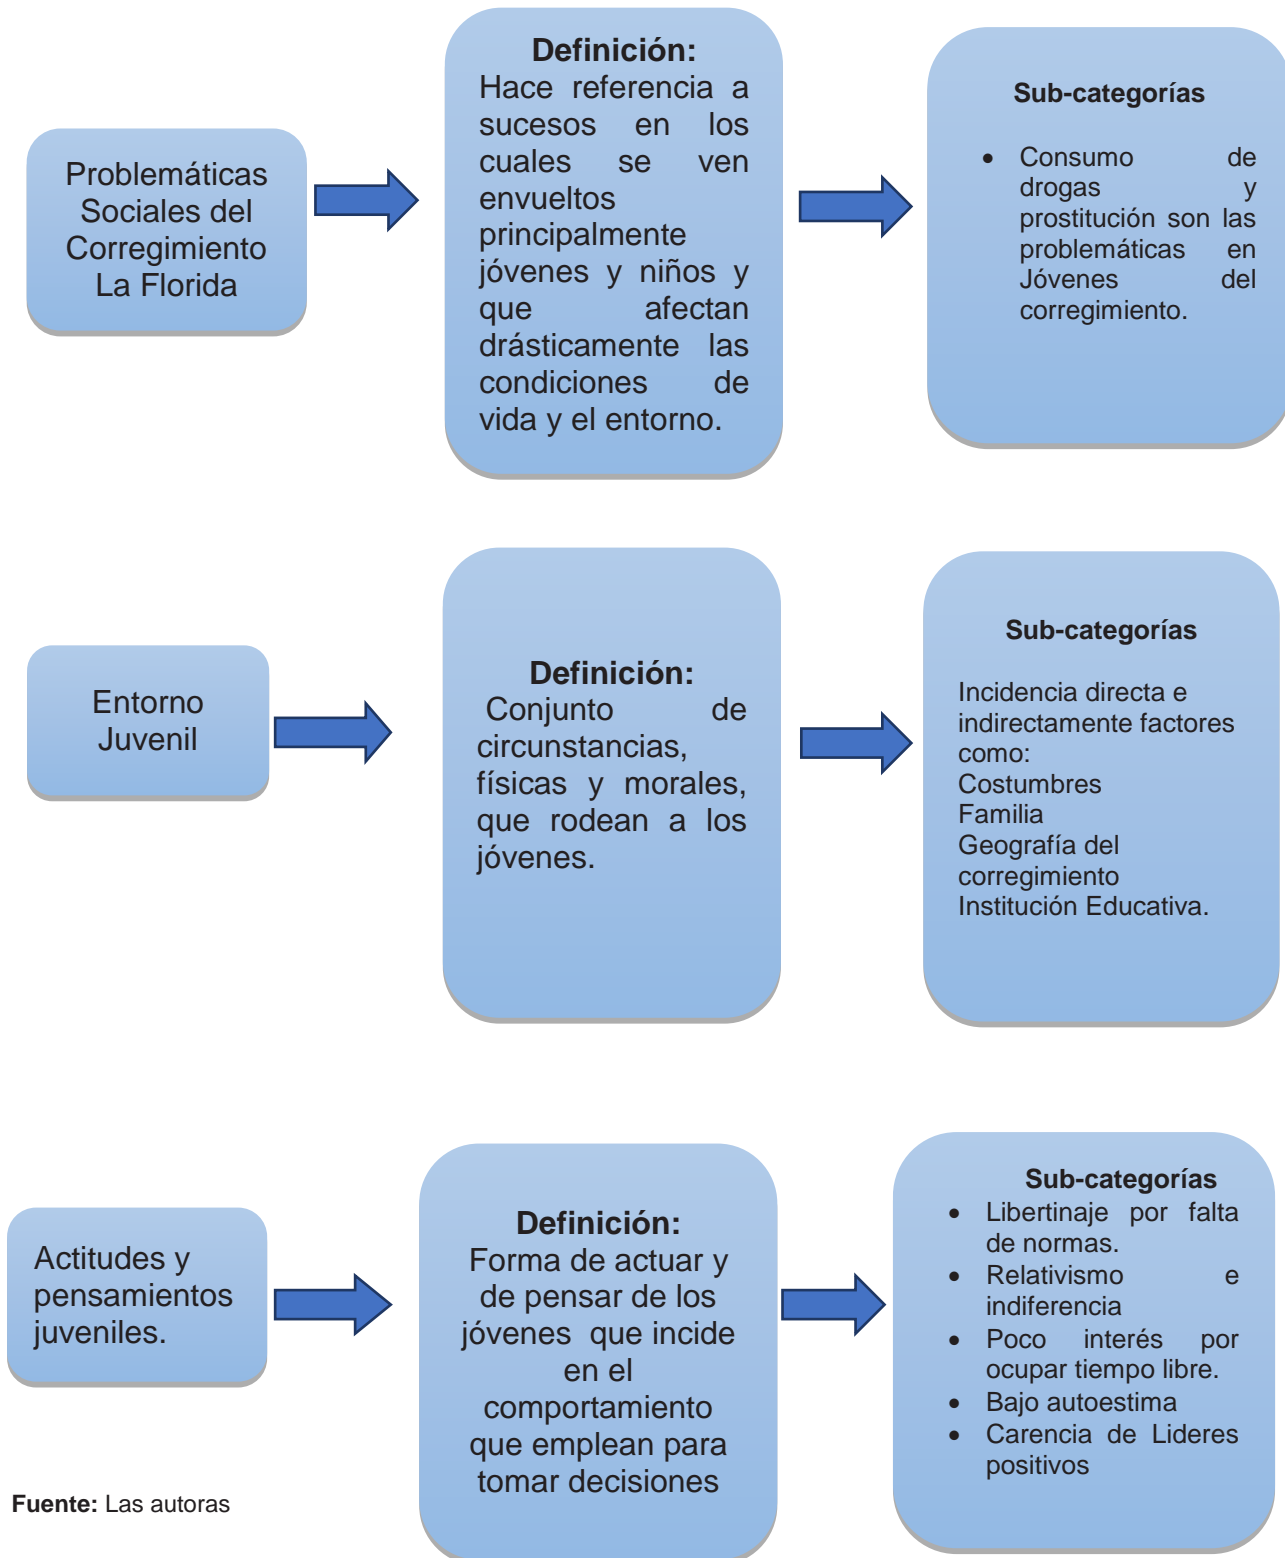 Problemáticas
Sociales del
Corregimiento
La Florida
Definición:
Hace referencia a
sucesos en los
cuales se ven
envueltos
principalmente
jóvenes y niños y
que afectan
drásticamente las
condiciones de
vida y el entorno.
Sub-categorías
• Consumo de
drogas y
prostitución son las
problemáticas en
Jóvenes del
corregimiento.
Entorno
Juvenil
Definición:
Conjunto de
circunstancias,
físicas y morales,
que rodean a los
jóvenes.
Sub-categorías
Incidencia directa e
indirectamente factores
como:
Costumbres
Familia
Geografía del
corregimiento
Institución Educativa.
Actitudes y
pensamientos
juveniles.
Definición:
Forma de actuar y
de pensar de los
jóvenes que incide
en el
comportamiento
que emplean para
tomar decisiones
Sub-categorías
• Libertinaje por falta
de normas.
• Relativismo e
indiferencia
• Poco interés por
ocupar tiempo libre.
• Bajo autoestima
• Carencia de Lideres
positivos
Fuente: Las autoras